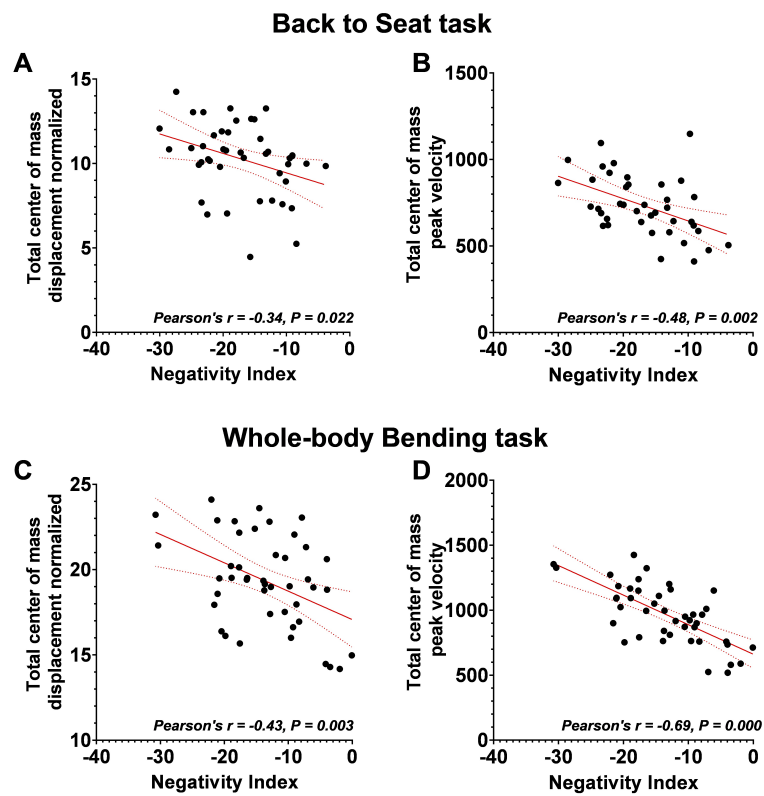 Back to Seat task
A
B
Total center of mass
displacement normalized
15
10
5
0
-40
-30
-20
-10
0
Negativity Index
Pearson's r = -0.34, P = 0.022
Total center of mass
peak velocity
1500
1000
500
0
-40
-30
-20
-10
0
Negativity Index
Pearson's r = -0.48, P = 0.002
Whole-body Bending task
C
D
Total center of mass
displacement normalized
25
20
15
10
-40
-30
-20
-10
0
Negativity Index
Pearson's r = -0.43, P = 0.003
Total center of mass
peak velocity
2000
1500
1000
500
0
-40
-30
-20
-10
0
Negativity Index
Pearson's r = -0.69, P = 0.000